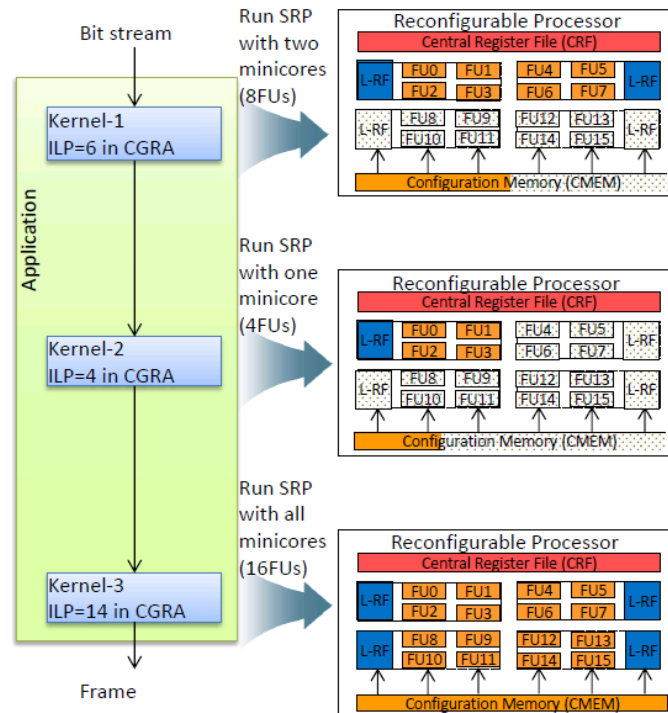 Bit stream
Application
Kernel-1
ILP=6 in CGRA
Kernel-2
ILP=4 in CGRA
Kernel-3
ILP=14 in CGRA
Frame
Run SRP
with two
minicores
(8FUs)
Reconfigurable Processor
Central Register File (CRF)
L-RF FU0 FU1 FU4 FU5 L-RF
FU2 FU3 FU6 FU7
L-RF FU8 FU9 FU12 FU13 L-RF
FU10 FU11 FU14 FU15
Configuration Memory (CMEM)
Run SRP
with one
minicore
(4FUs)
Reconfigurable Processor
Central Register File (CRF)
L-RF FU0 FU1 FU4 FU5 L-RF
FU2 FU3 FU6 FU7
L-RF FU8 FU9 FU12 FU13 L-RF
FU10 FU11 FU14 FU15
Configuration Memory (CMEM)
Run SRP
with all
minicores
(16FUs)
Reconfigurable Processor
Central Register File (CRF)
L-RF FU0 FU1 FU4 FU5 L-RF
FU2 FU3 FU6 FU7
L-RF FU8 FU9 FU12 FU13 L-RF
FU10 FU11 FU14 FU15
Configuration Memory (CMEM)